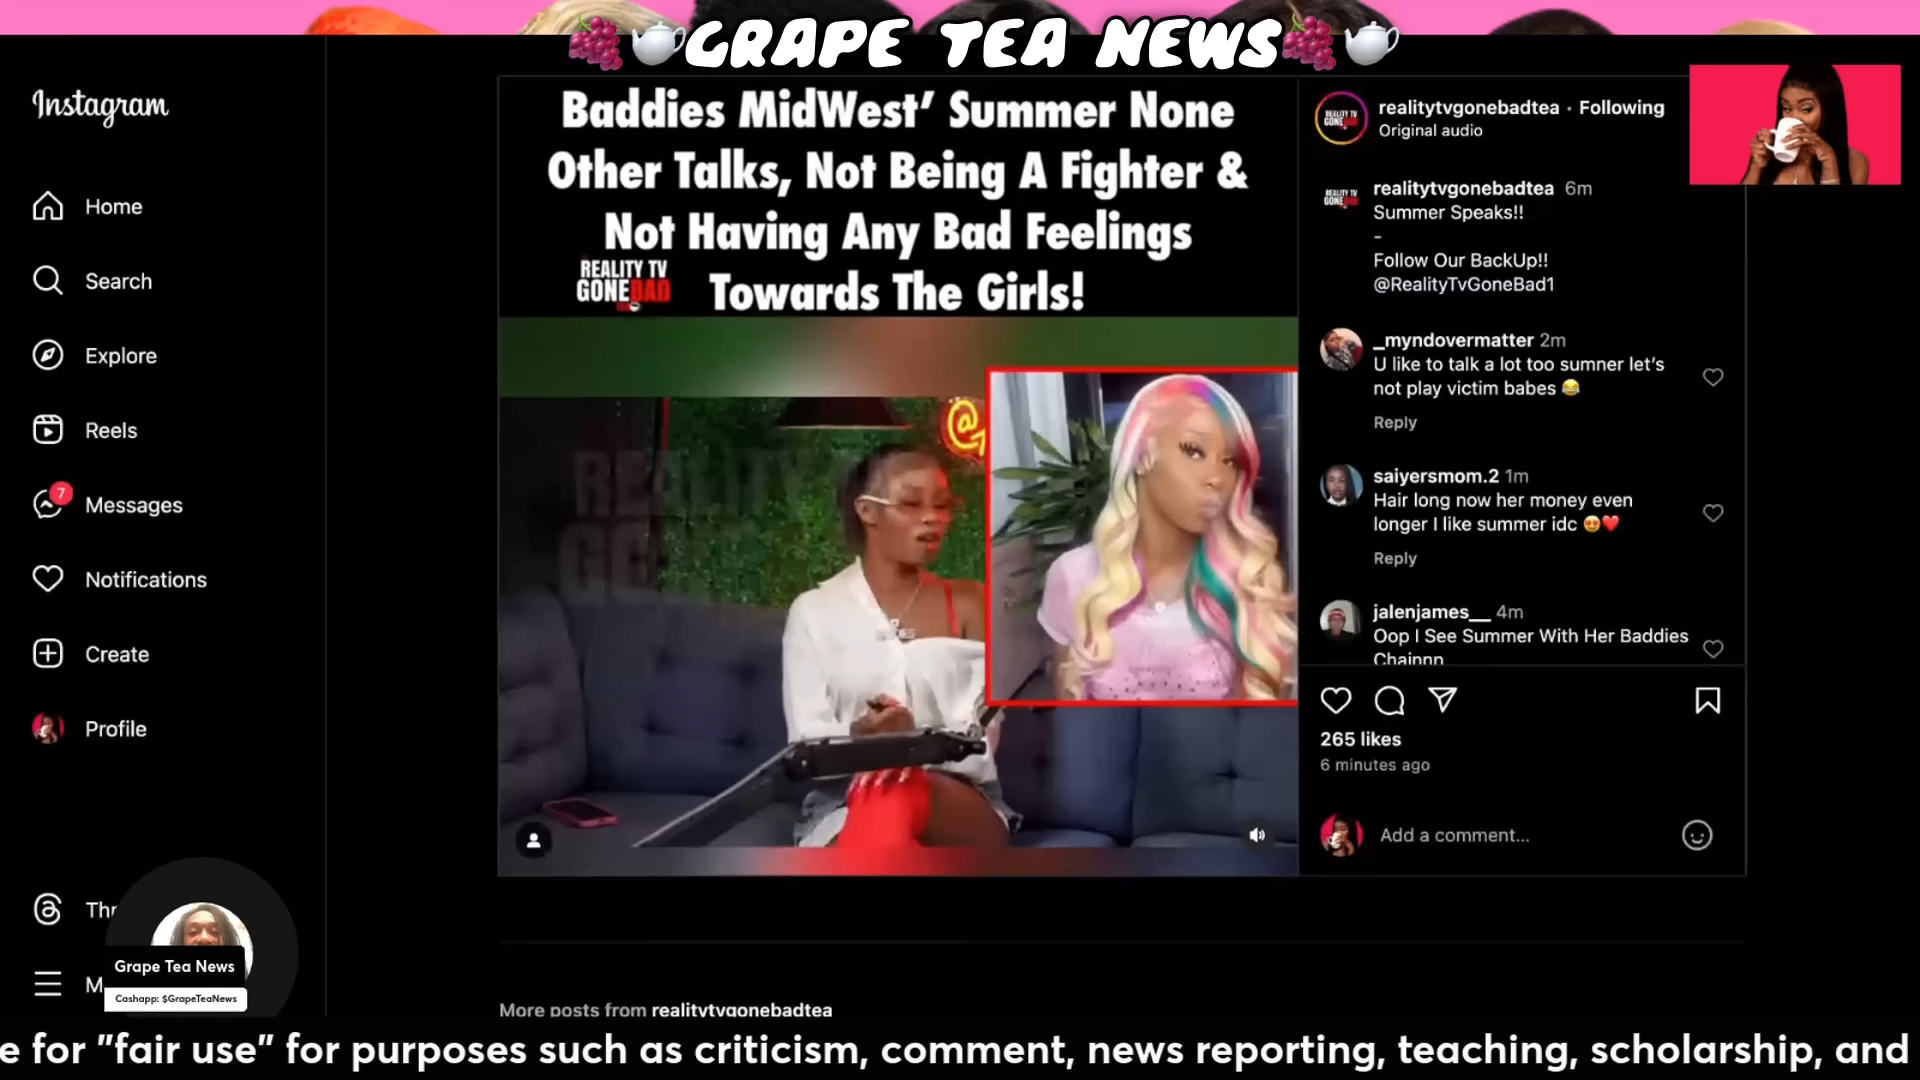 GRAPE TEA NEWS
Instagram
Home
Search
Explore
Reels
7
Messages
Notifications
Create
Profile
Thr
M
Grape Tea News
Cashapp: $GrapeTeaNews
Baddies MidWest’ Summer None
Other Talks, Not Being A Fighter &
Not Having Any Bad Feelings
Towards The Girls!
REALITY TV
GONEBAD
realitytvgonebadtea · Following
Original audio
realitytvgonebadtea 6m
Summer Speaks!!
-
Follow Our BackUp!!
@RealityTvGoneBad1
_myndovermatter 2m
U like to talk a lot too sumner let’s
not play victim babes 😂
Reply
saiyersmom.2 1m
Hair long now her money even
longer I like summer idc 😍❤️
Reply
jalenjames__ 4m
Oop I See Summer With Her Baddies
Chainnn
265 likes
6 minutes ago
Add a comment...
More posts from realitytvgonebadtea
e for "fair use" for purposes such as criticism, comment, news reporting, teaching, scholarship, and